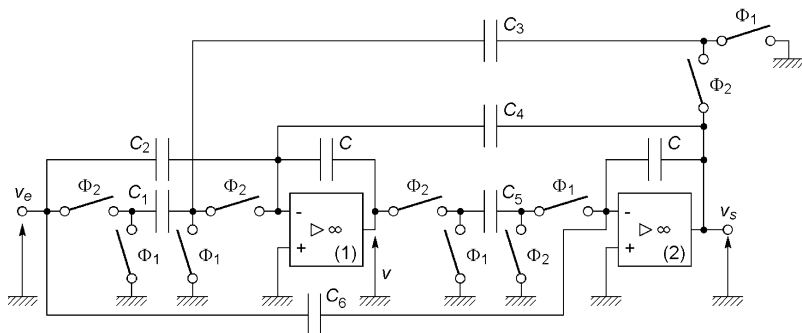 C3 Φ1
Φ2
C4
C2 C C
ve Φ2 C1 Φ2 Φ2 C5 Φ1 vs
- ▷ ∞ + (1)
- ▷ ∞ + (2)
Φ1 Φ1 v Φ1 Φ2
C6